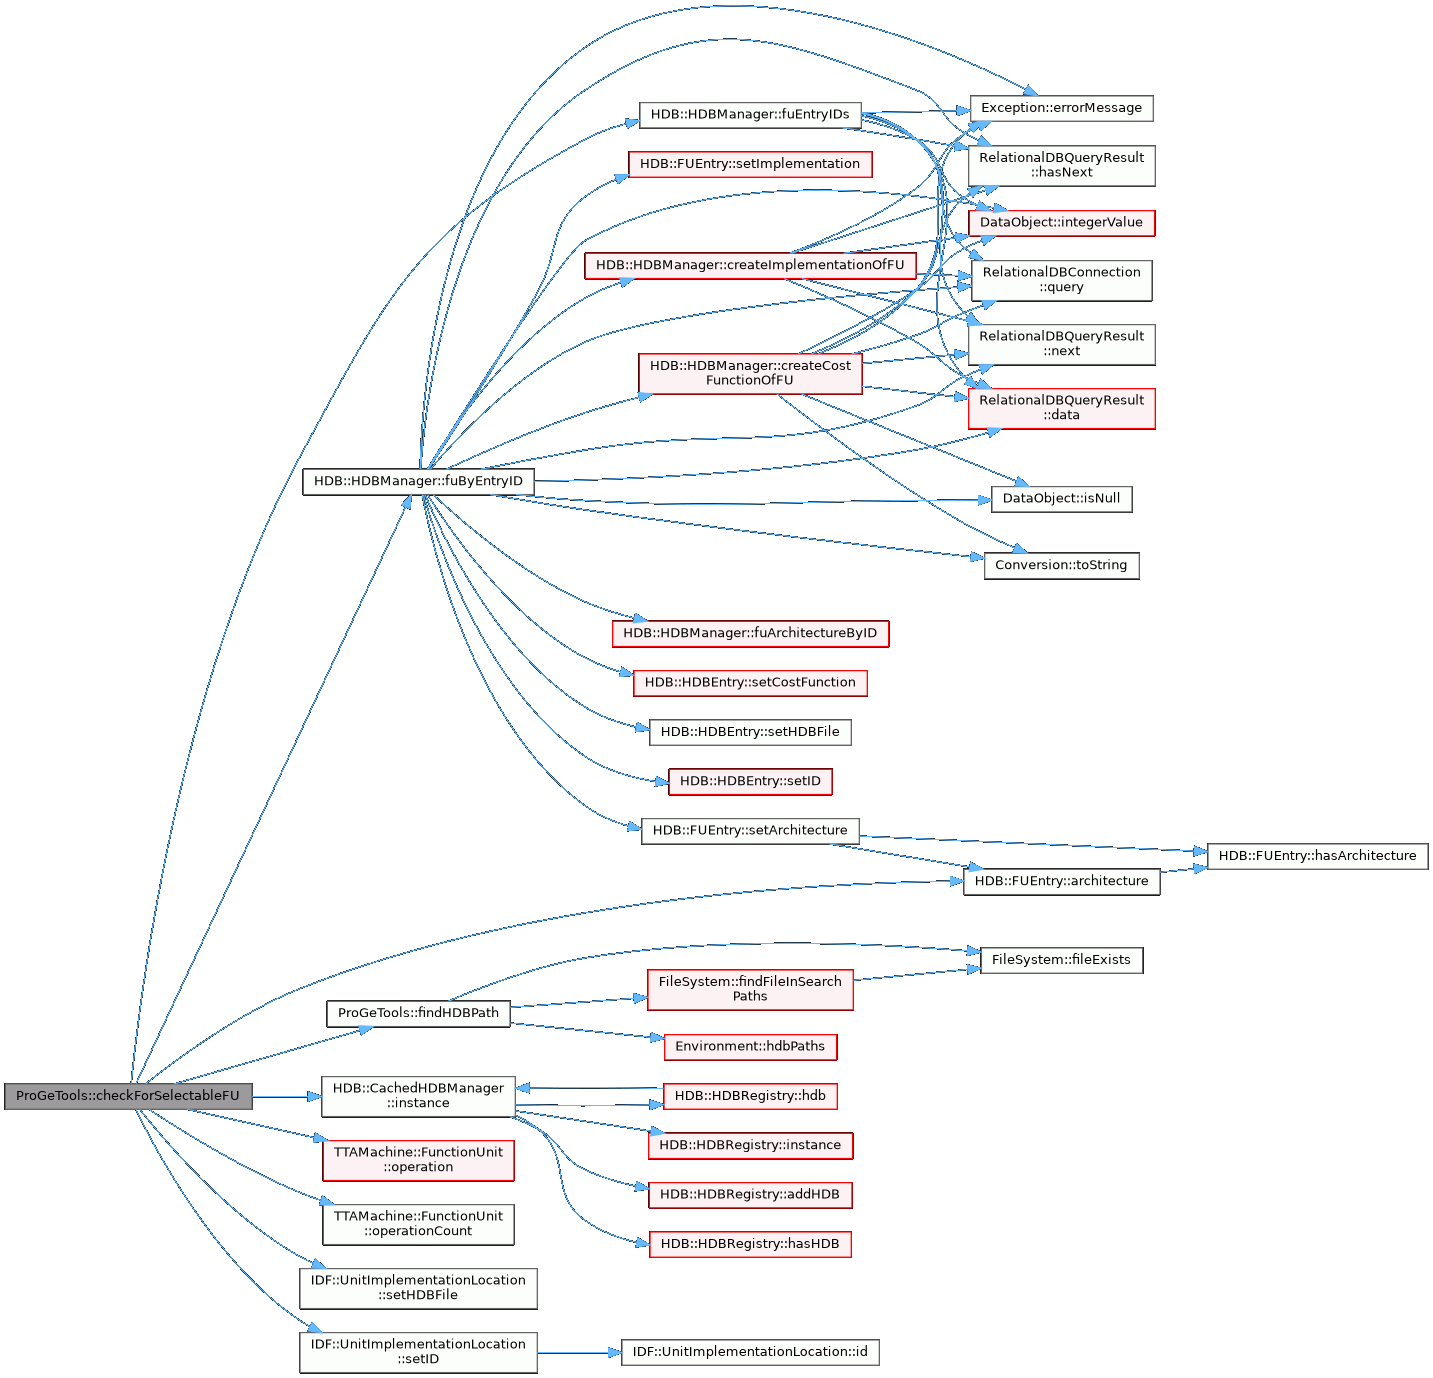 Exception::errorMessage
HDB::HDBManager::fuEntryIDs
RelationalDBQueryResult
::hasNext
HDB::FUEntry::setImplementation
DataObject::integerValue
HDB::HDBManager::createImplementationOfFU
RelationalDBConnection
::query
RelationalDBQueryResult
::next
HDB::HDBManager::createCost
FunctionOfFU
RelationalDBQueryResult
::data
HDB::HDBManager::fuByEntryID
DataObject::isNull
Conversion::toString
HDB::HDBManager::fuArchitectureByID
HDB::HDBEntry::setCostFunction
HDB::HDBEntry::setHDBFile
HDB::HDBEntry::setID
HDB::FUEntry::setArchitecture
HDB::FUEntry::hasArchitecture
HDB::FUEntry::architecture
FileSystem::fileExists
FileSystem::findFileInSearch
Paths
ProGeTools::findHDBPath
Environment::hdbPaths
ProGeTools::checkForSelectableFU
HDB::CachedHDBManager
::instance
HDB::HDBRegistry::hdb
HDB::HDBRegistry::instance
TTAMachine::FunctionUnit
::operation
HDB::HDBRegistry::addHDB
TTAMachine::FunctionUnit
::operationCount
HDB::HDBRegistry::hasHDB
IDF::UnitImplementationLocation
::setHDBFile
IDF::UnitImplementationLocation
::setID
IDF::UnitImplementationLocation::id